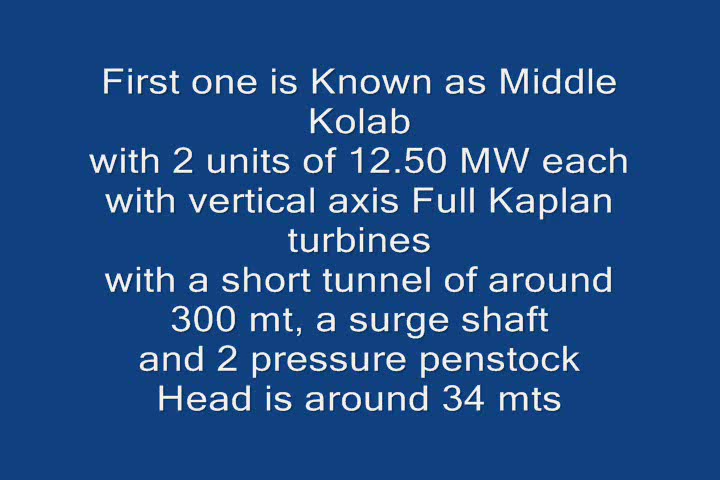 First one is Known as Middle
Kolab
with 2 units of 12.50 MW each
with vertical axis Full Kaplan
turbines
with a short tunnel of around
300 mt, a surge shaft
and 2 pressure penstock
Head is around 34 mts